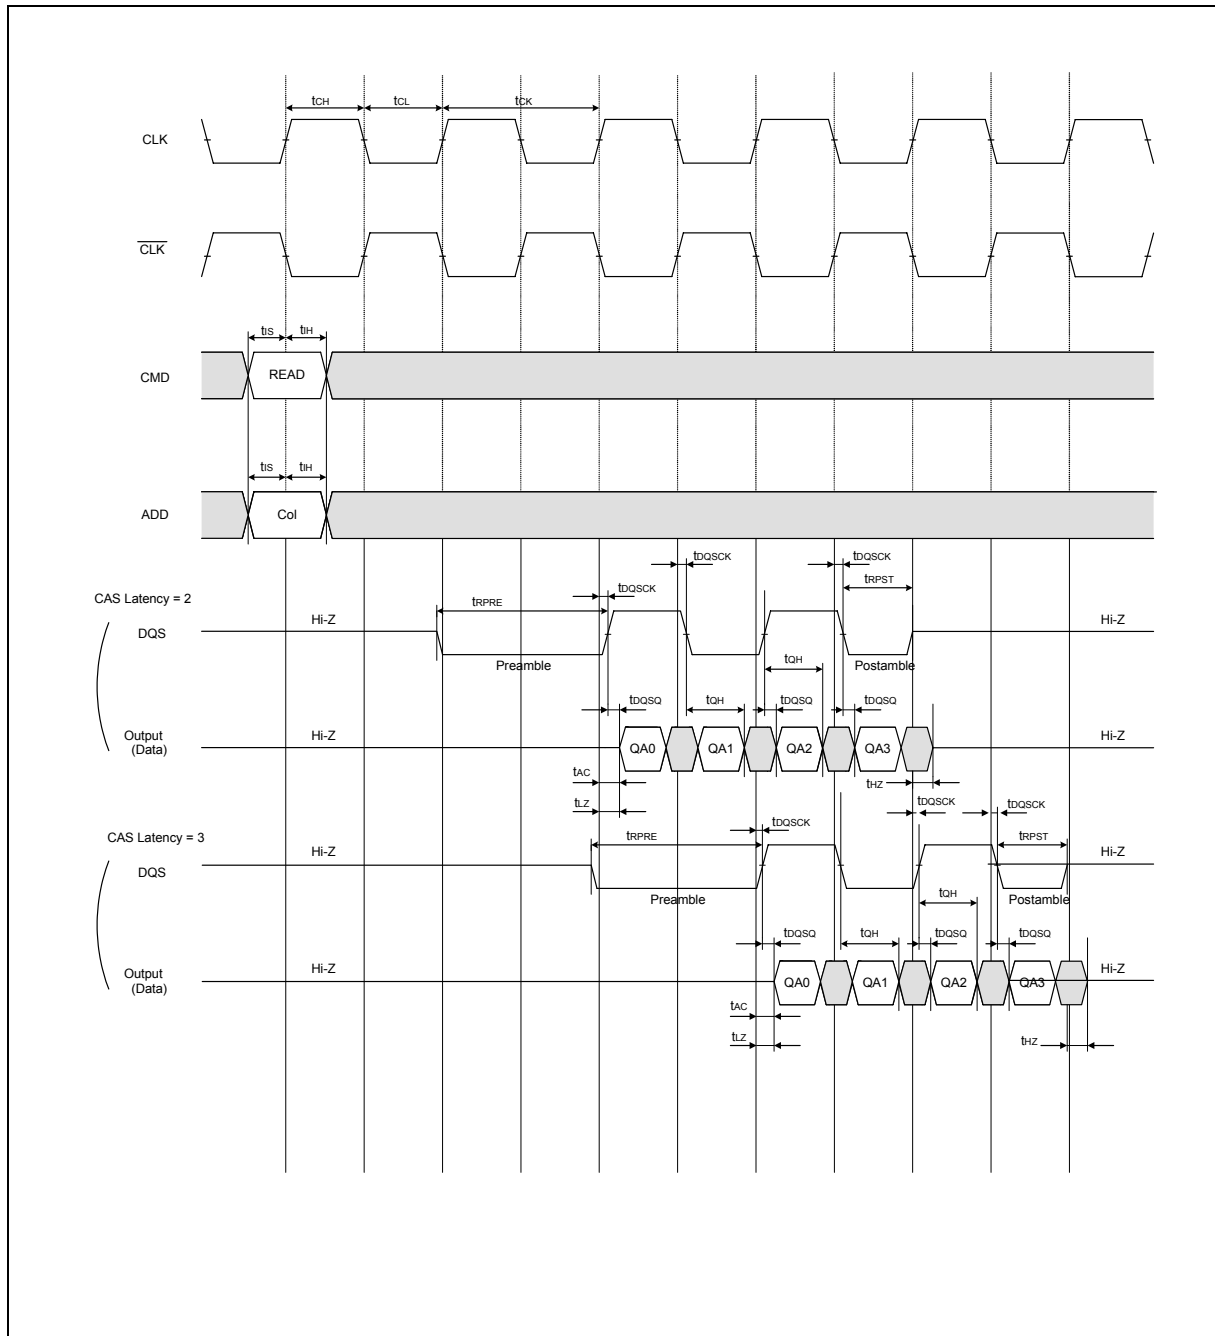 tCH tCL tCK
CLK
CLK
tIS tIH
CMD READ
tIS tIH
ADD Col
tDQSCK tDQSCK
tDQSCK tRPST
CAS Latency = 2
tRPRE
Hi-Z Hi-Z
DQS
Preamble tQH Postamble
tDQSQ tQH tDQSQ tDQSQ
Output
(Data)
Hi-Z QA0 QA1 QA2 QA3 Hi-Z
tAC
tHZ
tLZ tDQSCK tDQSCK
CAS Latency = 3
tRPRE tDQSCK tRPST
Hi-Z Hi-Z
DQS
Preamble tQH Postamble
tDQSQ tQH tDQSQ tDQSQ
Output
(Data)
Hi-Z QA0 QA1 QA2 QA3 Hi-Z
tAC
tLZ tHZ